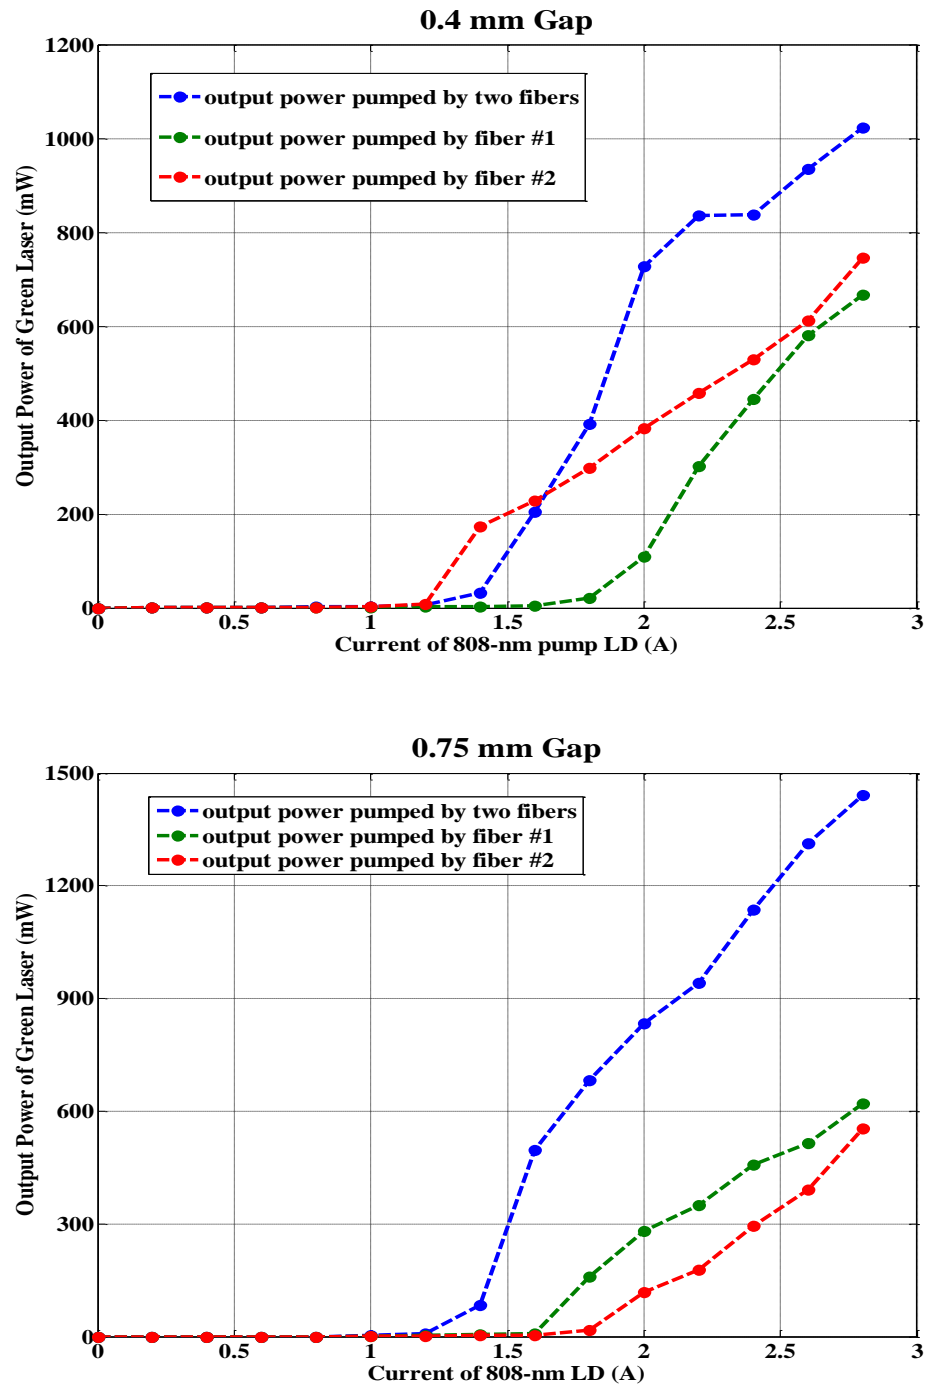 0.4 mm Gap
1200
1000
800
600
400
200
0
output power pumped by two fibers
output power pumped by fiber #1
output power pumped by fiber #2
Output Power of Green Laser (mW)
0 0.5 1 1.5 2 2.5 3
Current of 808-nm pump LD (A)
0.75 mm Gap
1500
1200
900
600
300
0
output power pumped by two fibers
output power pumped by fiber #1
output power pumped by fiber #2
Output Power of Green Laser (mW)
0 0.5 1 1.5 2 2.5 3
Current of 808-nm LD (A)